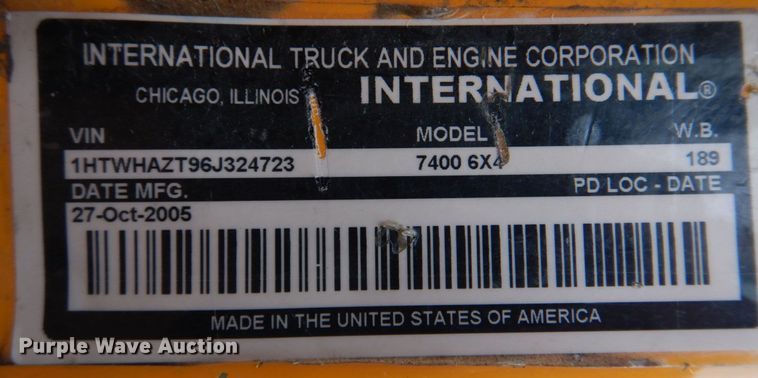 INTERNATIONAL TRUCK AND ENGINE CORPORATION
CHICAGO, ILLINOIS INTERNATIONAL®
VIN MODEL W.B.
1HTWHAZT96J324723 7400 6X4 189
DATE MFG. PD LOC - DATE
27-Oct-2005
MADE IN THE UNITED STATES OF AMERICA
Purple Wave Auction